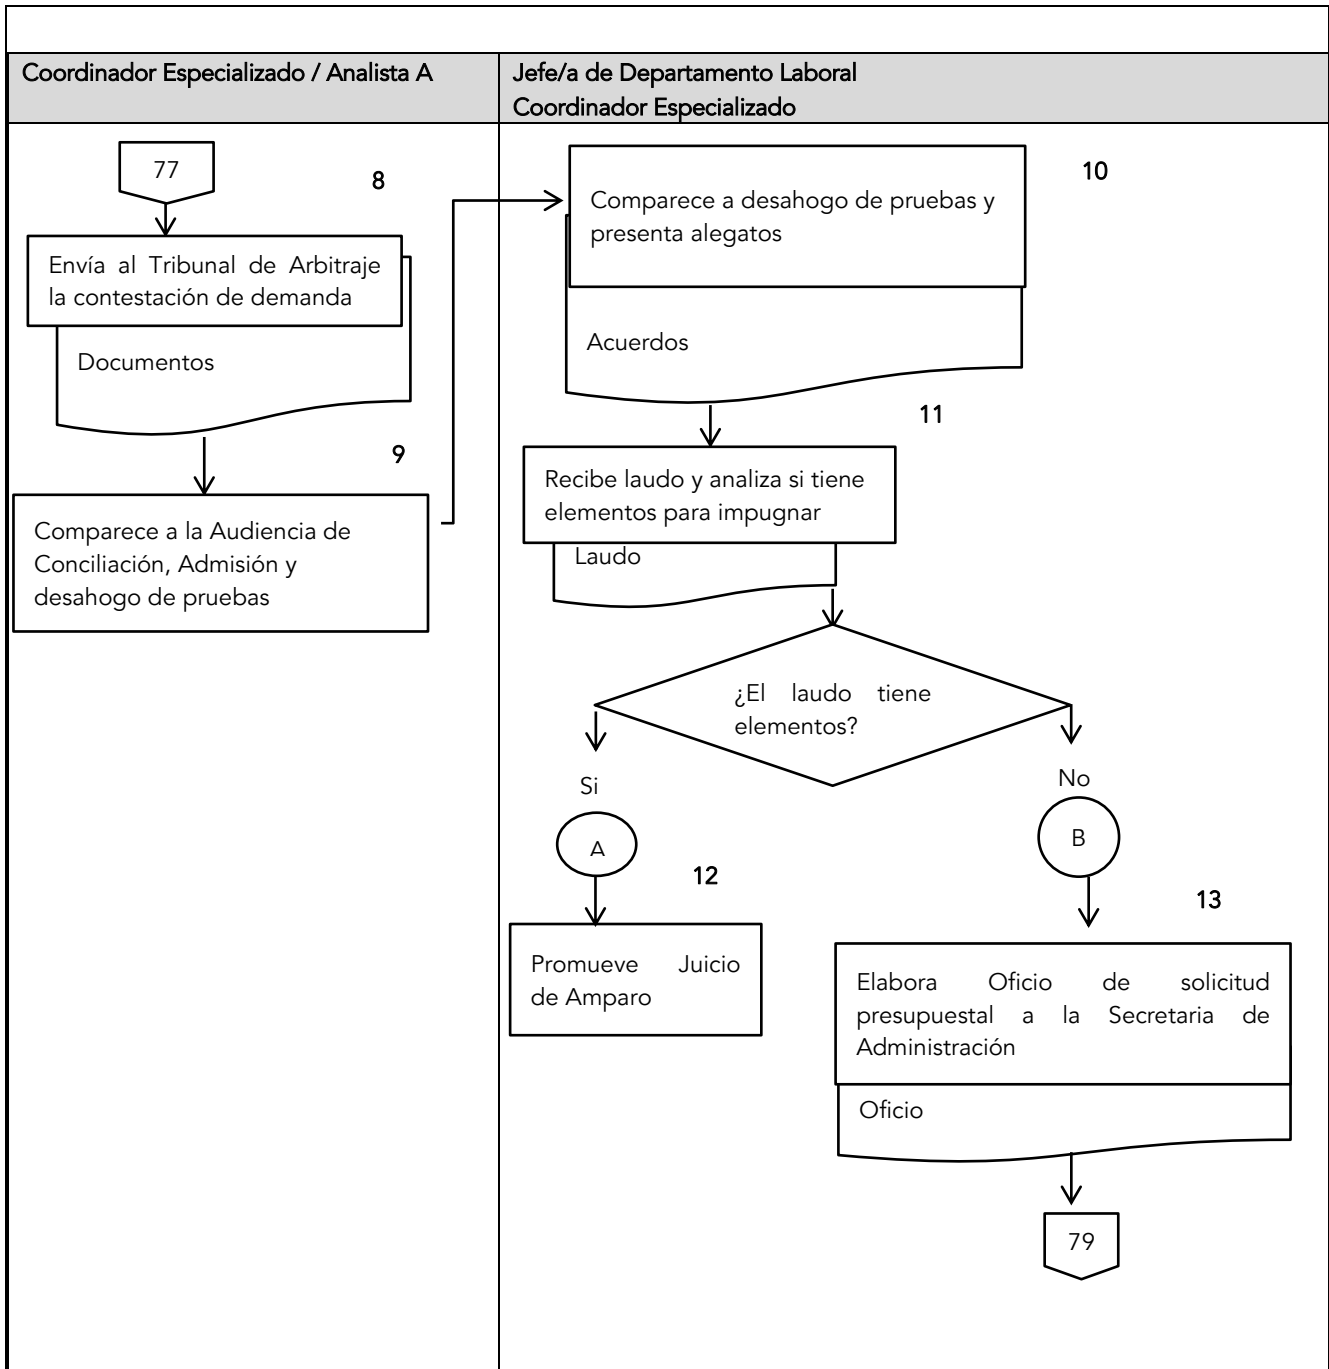 Coordinador Especializado / Analista A
Jefe/a de Departamento Laboral
Coordinador Especializado
77
8
Envía al Tribunal de Arbitraje
la contestación de demanda
Documentos
9
Comparece a la Audiencia de
Conciliación, Admisión y
desahogo de pruebas
10
Comparece a desahogo de pruebas y
presenta alegatos
Acuerdos
11
Recibe laudo y analiza si tiene
elementos para impugnar
Laudo
¿El laudo tiene
elementos?
Si
No
A
B
12
Promueve Juicio
de Amparo
13
Elabora Oficio de solicitud
presupuestal a la Secretaria de
Administración
Oficio
79